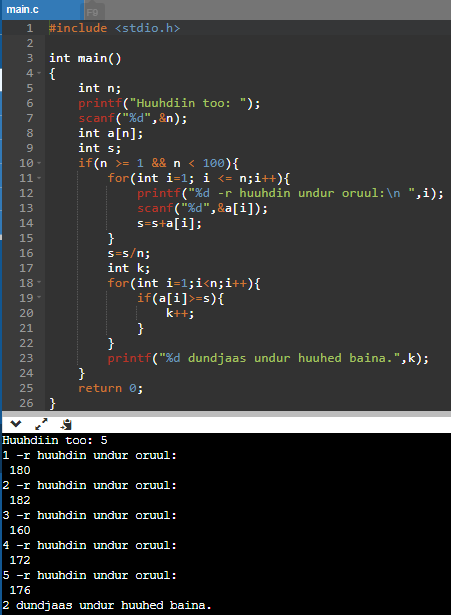 main.c
FB
1 #include <stdio.h>
2
3 int main()
4 {
5     int n;
6     printf("Huuhdiin too: ");
7     scanf("%d",&n);
8     int a[n];
9     int s;
10     if(n >= 1 && n < 100){
11         for(int i=1; i <= n;i++){
12             printf("%d -r huuhdin undur oruul:\n ",i);
13             scanf("%d",&a[i]);
14             s=s+a[i];
15         }
16         s=s/n;
17         int k;
18         for(int i=1;i<n;i++){
19             if(a[i]>=s){
20                 k++;
21             }
22         }
23         printf("%d dundjaas undur huuhed baina.",k);
24     }
25     return 0;
26 }
Huuhdiin too: 5
1 -r huuhdin undur oruul:
 180
2 -r huuhdin undur oruul:
 182
3 -r huuhdin undur oruul:
 160
4 -r huuhdin undur oruul:
 172
5 -r huuhdin undur oruul:
 176
2 dundjaas undur huuhed baina.